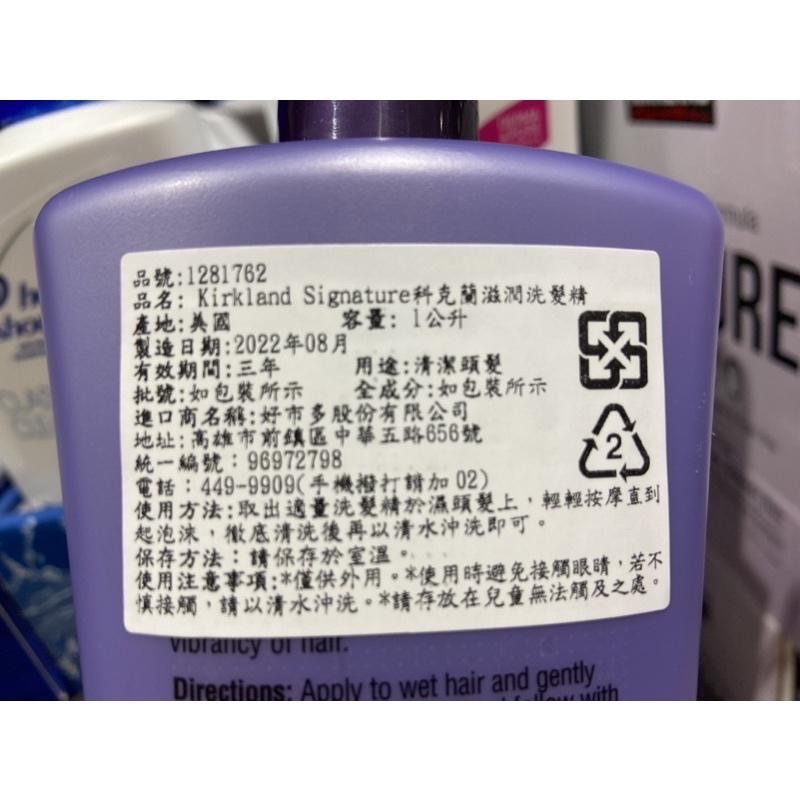 品號:1281762
品名: Kirkland Signature科克蘭滋潤洗髮精
產地:美國 容量: 1公升
製造日期:2022年08月
有效期間:三年 用途:清潔頭髮
批號:如包裝所示 全成分:如包裝所示
進口商名稱:好市多股份有限公司
地址:高雄市前鎮區中華五路656號
統一編號：96972798
電話：449-9909(手機撥打請加 02)
使用方法:取出適量洗髮精於濕頭髮上，輕輕按摩直到
起泡沫，徹底清洗後再以清水沖洗即可。
保存方法：請保存於室溫。
使用注意事項:*僅供外用。*使用時避免接觸眼睛，若不
慎接觸，請以清水沖洗。*請存放在兒童無法觸及之處。
2
vibrancy of hair.
Directions: Apply to wet hair and gently
follow with